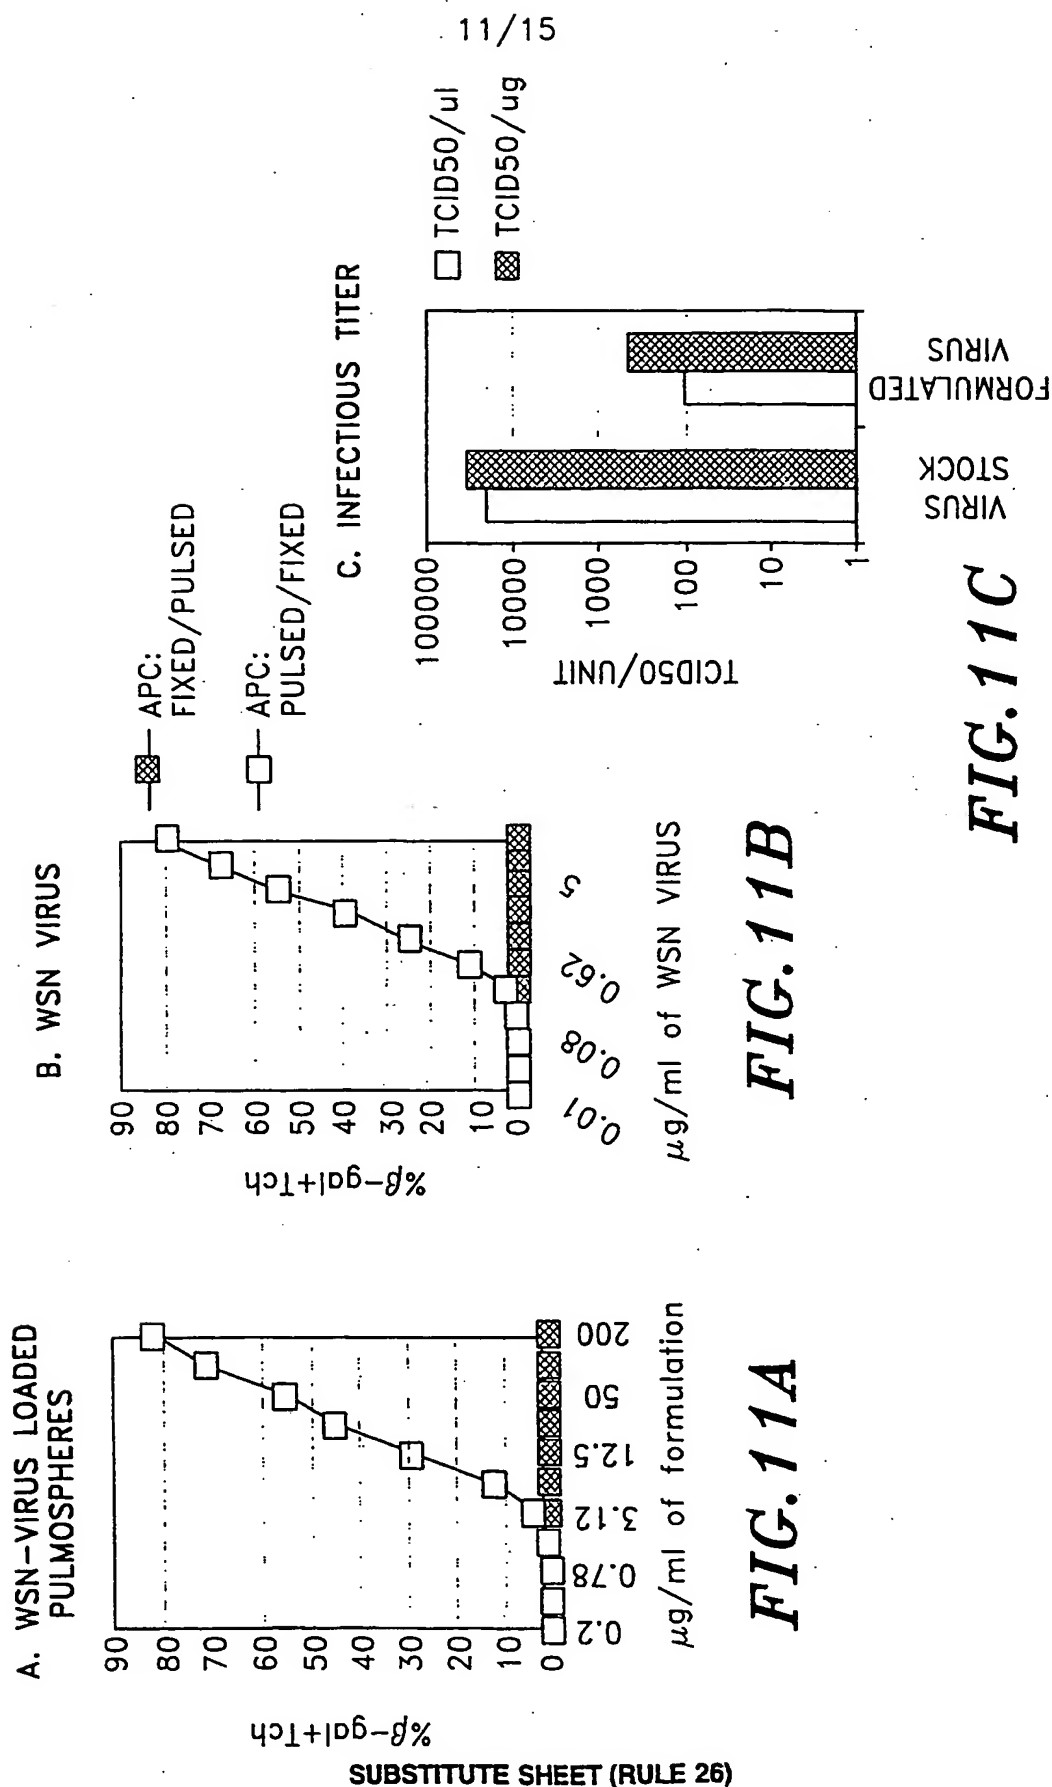 11/15
A. WSN-VIRUS LOADED
PULMOSPHERES
%β-gal+Tch
90
80
70
60
50
40
30
20
10
0
0.2
0.78
3.12
12.5
50
200
μg/ml of formulation
FIG. 11A
B. WSN VIRUS
%β-gal+Tch
90
80
70
60
50
40
30
20
10
0
0.01
0.08
0.62
5
μg/ml of WSN VIRUS
APC:
FIXED/PULSED
APC:
PULSED/FIXED
FIG. 11B
C. INFECTIOUS TITER
TCID50/UNIT
100000
10000
1000
100
10
1
VIRUS
STOCK
FORMULATED
VIRUS
TCID50/ul
TCID50/ug
FIG. 11C
SUBSTITUTE SHEET (RULE 26)